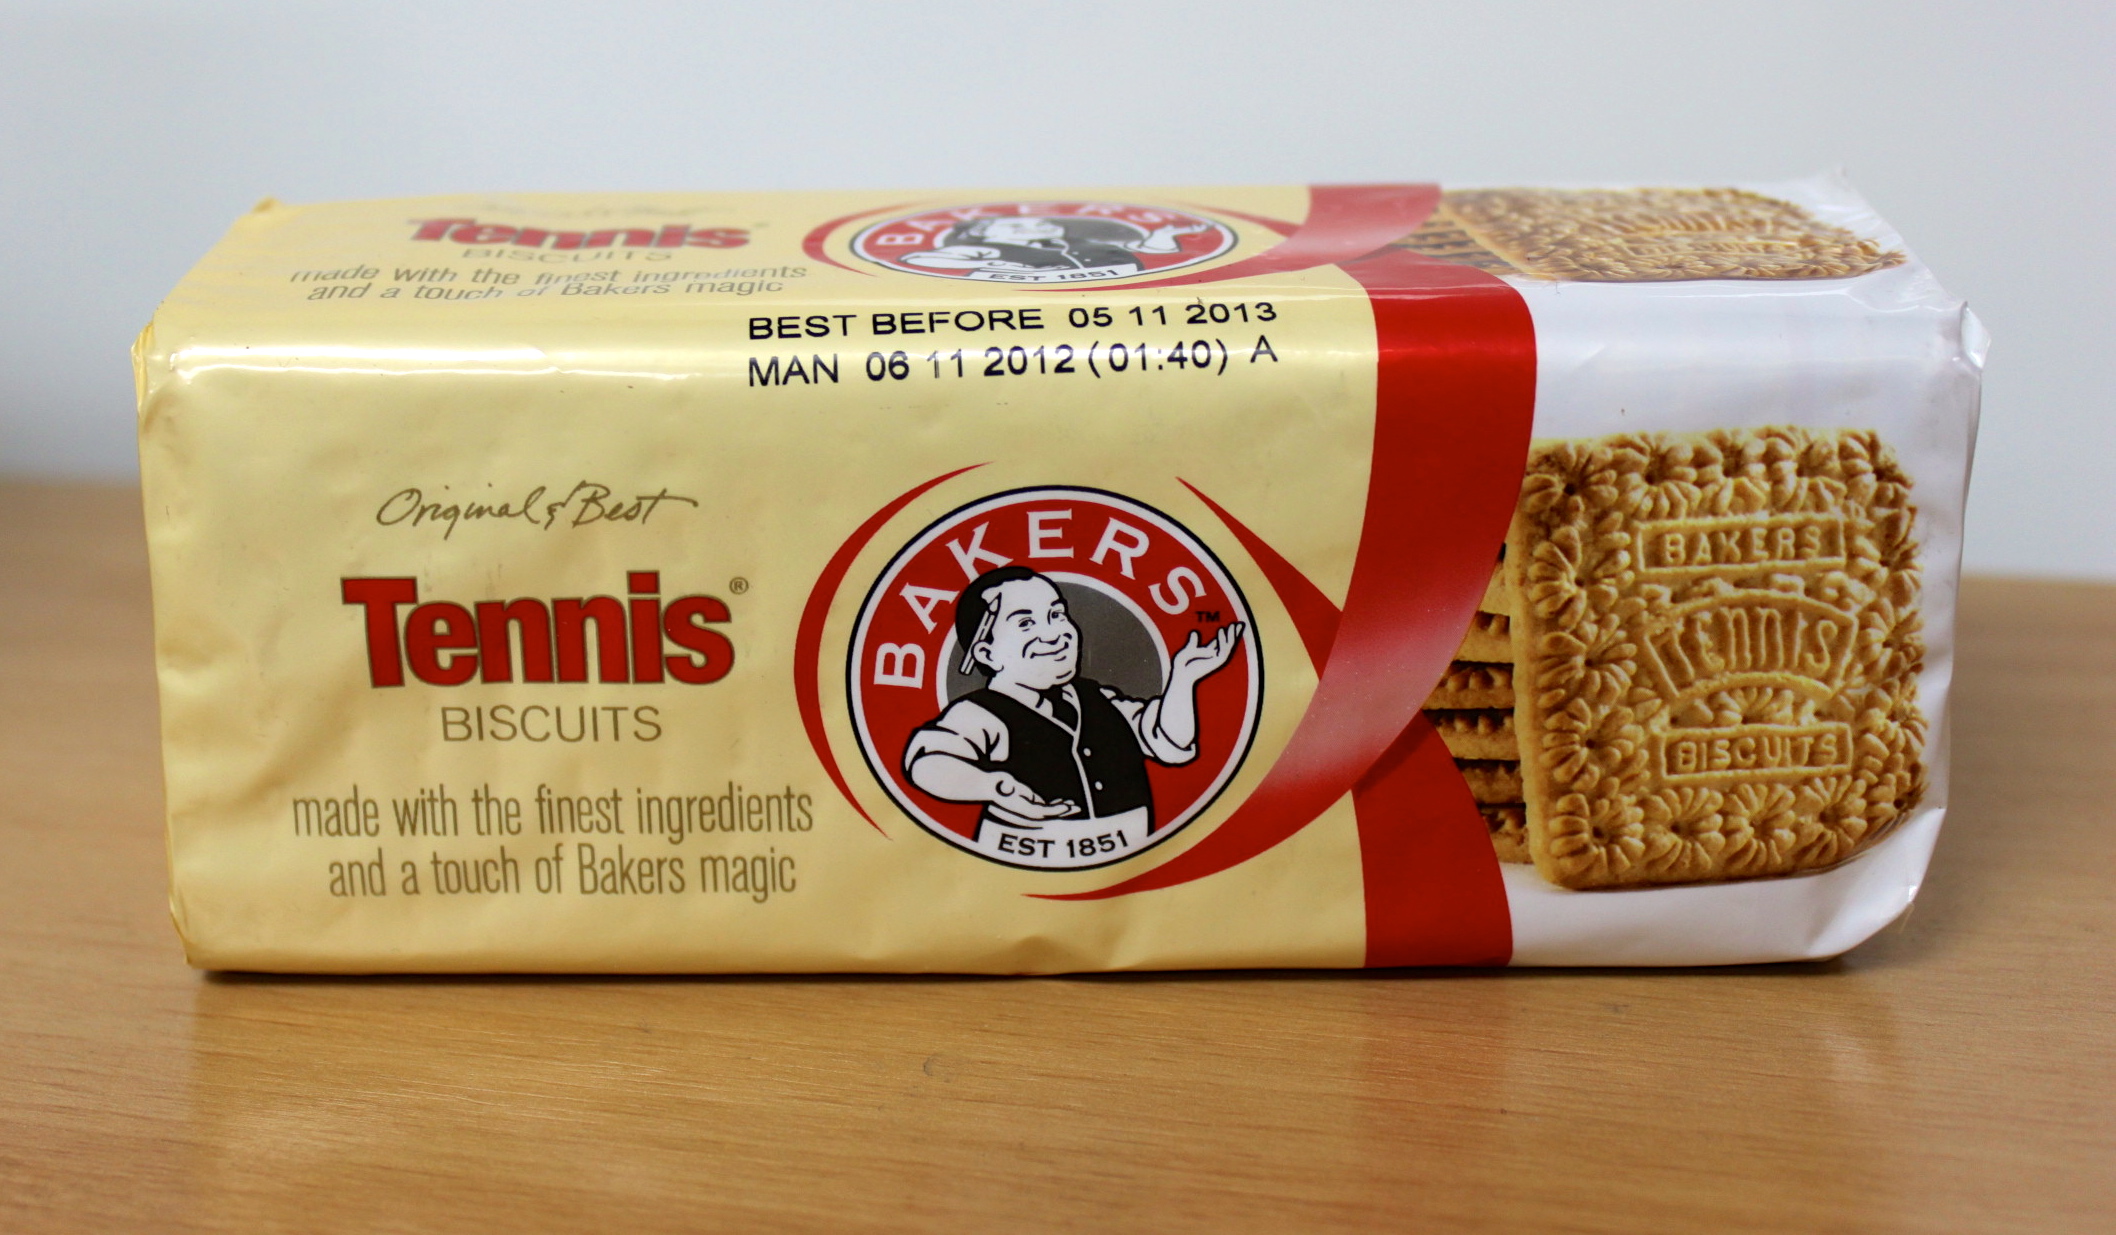 Tennis
BISCUITS
made with the finest ingredients
and a touch of Bakers magic
BAKERS
EST 1851
BEST BEFORE 05 11 2013
MAN 06 11 2012 (01:40) A
Original & Best
Tennis®
BISCUITS
made with the finest ingredients
and a touch of Bakers magic
BAKERS™
EST 1851
BAKERS
TENNIS
BISCUITS